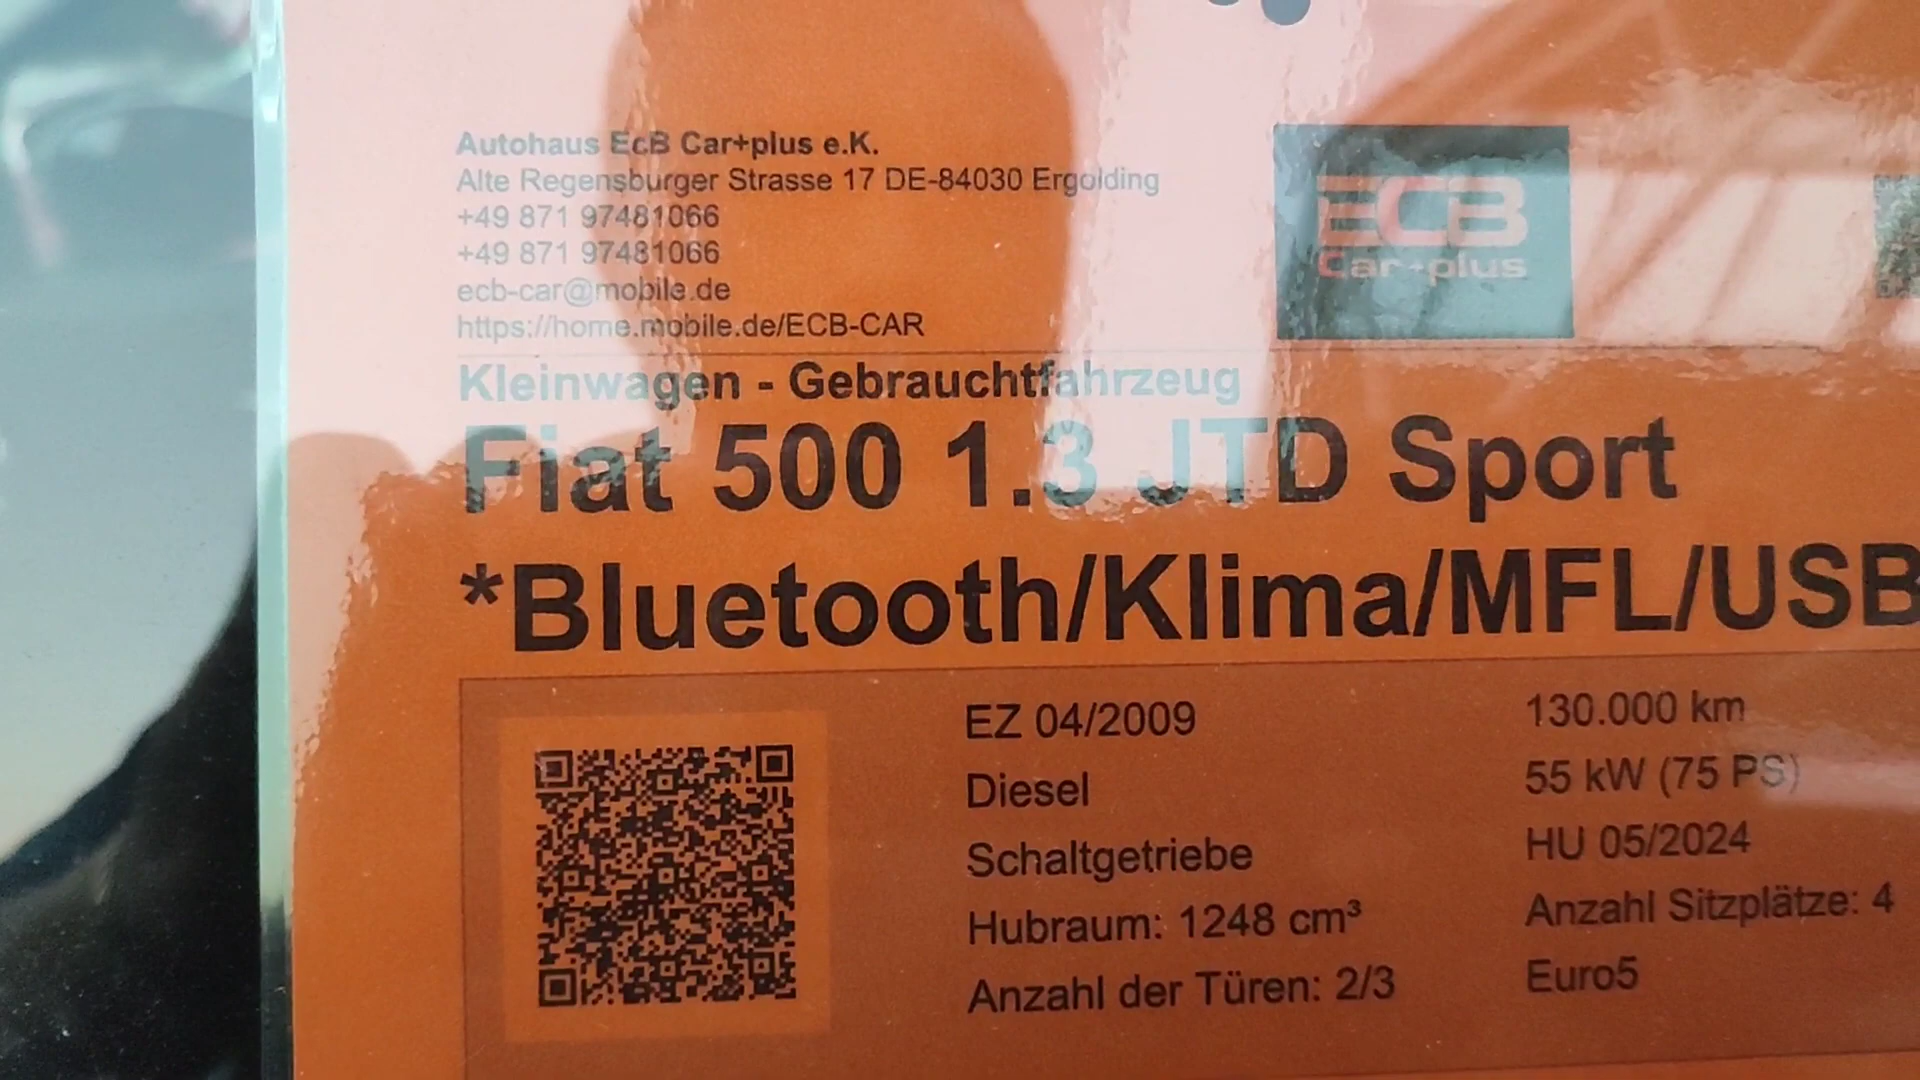 Autohaus EcB Car+plus e.K.
Alte Regensburger Strasse 17 DE-84030 Ergolding
+49 871 97481066
+49 871 97481066
ecb-car@mobile.de
https://home.mobile.de/ECB-CAR
ECB
Car+plus
Kleinwagen - Gebrauchtfahrzeug
Fiat 500 1.3 JTD Sport
*Bluetooth/Klima/MFL/USB
EZ 04/2009
130.000 km
Diesel
55 kW (75 PS)
Schaltgetriebe
HU 05/2024
Hubraum: 1248 cm³
Anzahl Sitzplätze: 4
Anzahl der Türen: 2/3
Euro5